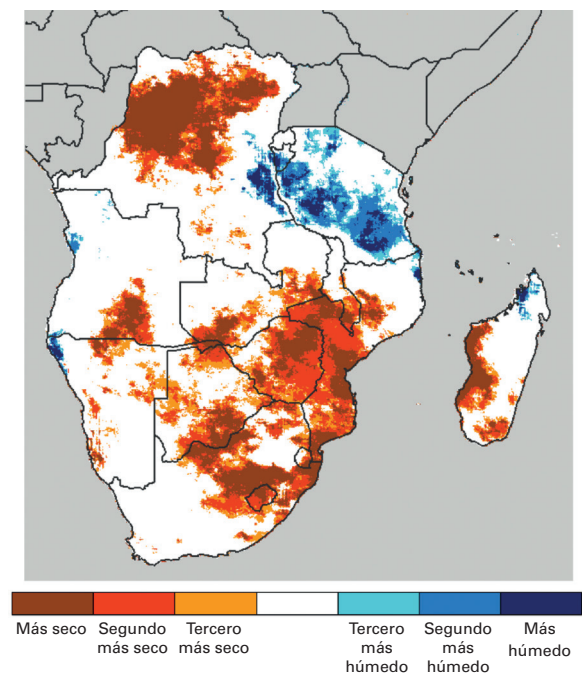 Más seco
Segundo
más seco
Tercero
más seco
Tercero
más
húmedo
Segundo
más
húmedo
Más
húmedo